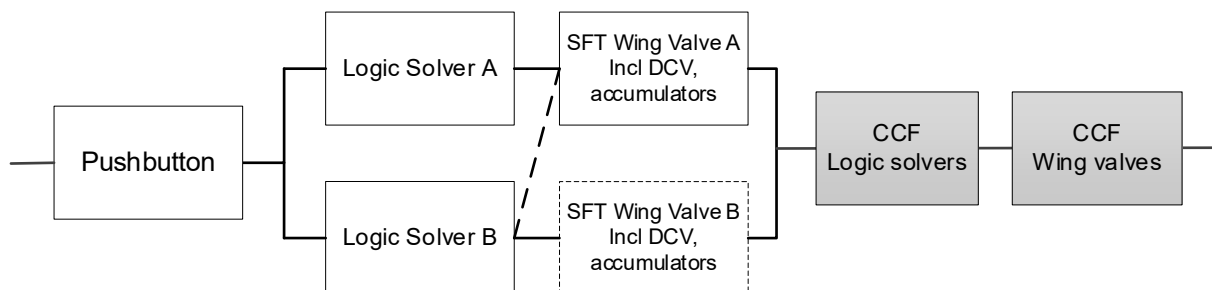 Pushbutton
Logic Solver A
Logic Solver B
SFT Wing Valve A
Incl DCV,
accumulators
SFT Wing Valve B
Incl DCV,
accumulators
CCF
Logic solvers
CCF
Wing valves